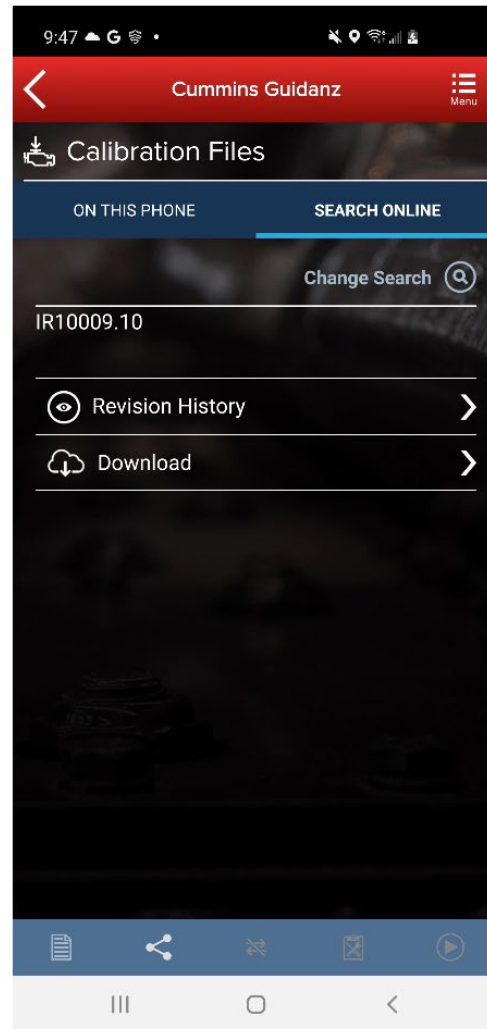 9:47
Cummins Guidanz
Menu
Calibration Files
ON THIS PHONE
SEARCH ONLINE
Change Search
IR10009.10
Revision History
Download